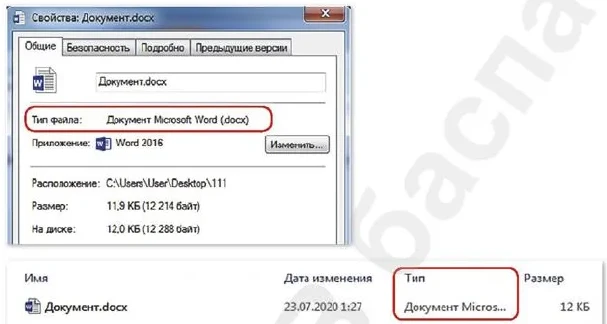 Свойства: Документ.docx
Общие Безопасность Подробно Предыдущие версии
Документ.docx
Тип файла: Документ Microsoft Word (.docx)
Приложение: Word 2016 Изменить...
Расположение: C:\Users\User\Desktop\111
Размер: 11,9 КБ (12 214 байт)
На диске: 12,0 КБ (12 288 байт)
Имя Дата изменения Тип Размер
Документ.docx 23.07.2020 1:27 Документ Micros... 12 КБ
баспа